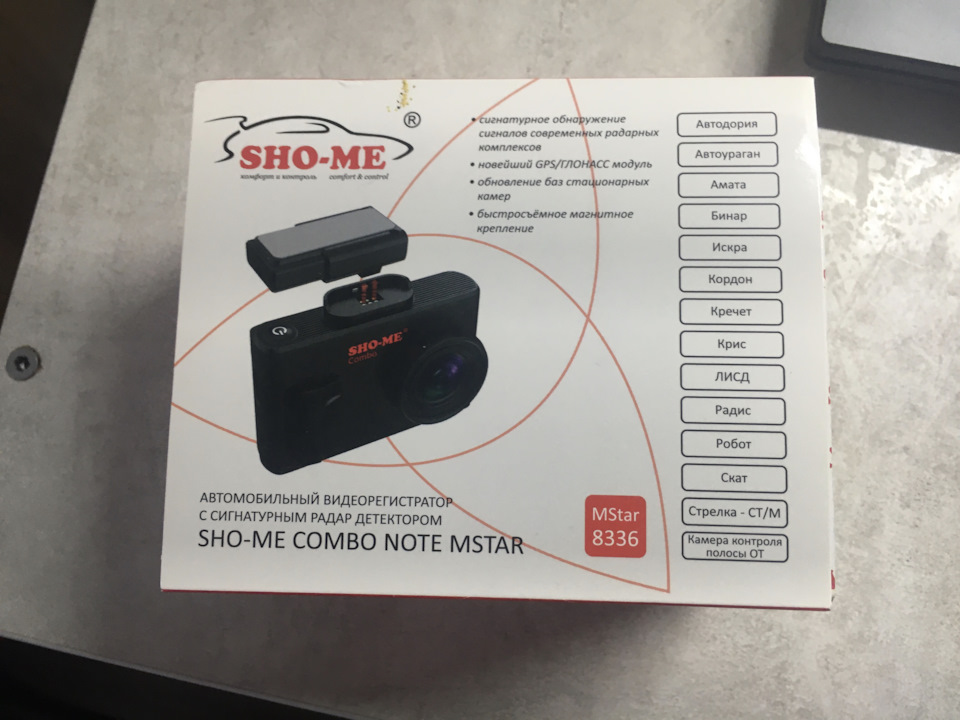 SHO-ME ®
комфорт и контроль comfort & control
• сигнатурное обнаружение
сигналов современных радарных
комплексов
• новейший GPS/ГЛОНАСС модуль
• обновление баз стационарных
камер
• быстросъёмное магнитное
крепление
Автодория
Автоураган
Амата
Бинар
Искра
Кордон
Кречет
Крис
ЛИСД
Радис
Робот
Скат
Стрелка - СТ/М
Камера контроля
полосы ОТ
SHO-ME
Combo
АВТОМОБИЛЬНЫЙ ВИДЕОРЕГИСТРАТОР
С СИГНАТУРНЫМ РАДАР ДЕТЕКТОРОМ
SHO-ME COMBO NOTE MSTAR
MStar
8336